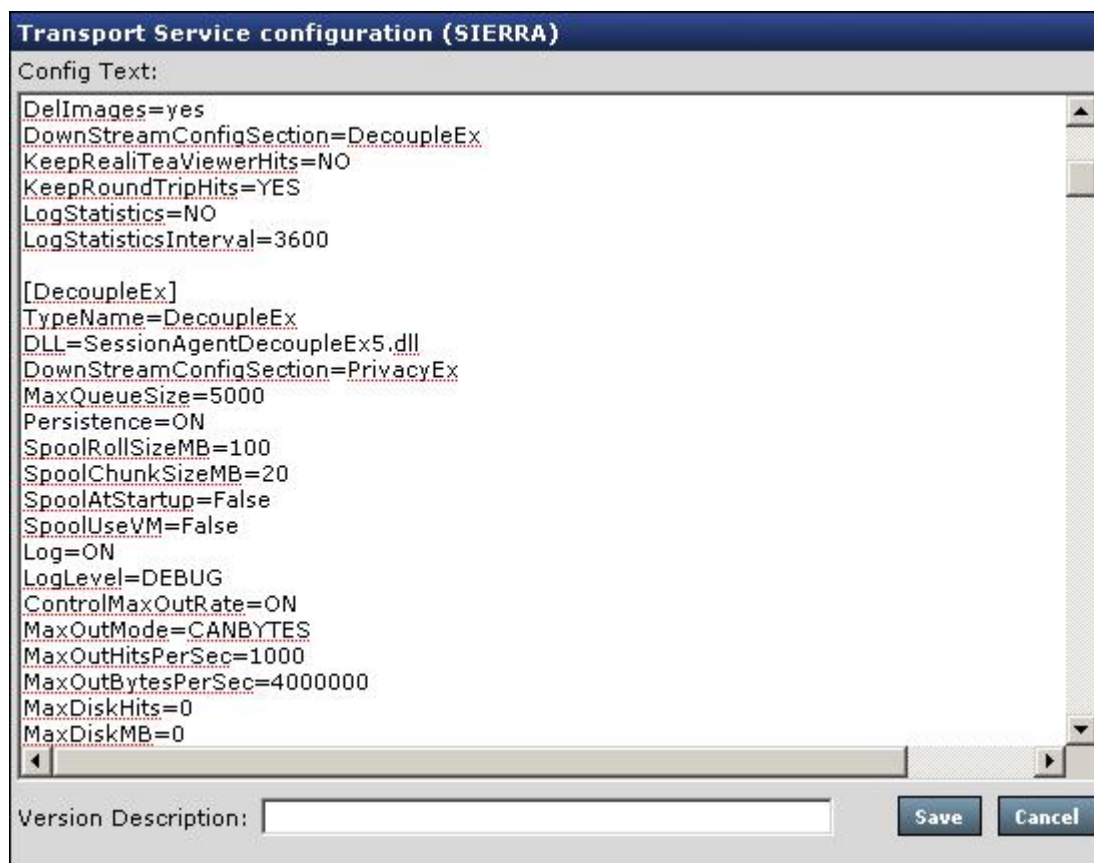 Transport Service configuration (SIERRA)
Config Text:
DelImages=yes
DownStreamConfigSection=DecoupleEx
KeepRealiTeaViewerHits=NO
KeepRoundTripHits=YES
LogStatistics=NO
LogStatisticsInterval=3600
[DecoupleEx]
TypeName=DecoupleEx
DLL=SessionAgentDecoupleEx5.dll
DownStreamConfigSection=PrivacyEx
MaxQueueSize=5000
Persistence=ON
SpoolRollSizeMB=100
SpoolChunkSizeMB=20
SpoolAtStartup=False
SpoolUseVM=False
Log=ON
LogLevel=DEBUG
ControlMaxOutRate=ON
MaxOutMode=CANBYTES
MaxOutHitsPerSec=1000
MaxOutBytesPerSec=4000000
MaxDiskHits=0
MaxDiskMB=0
Version Description: Save Cancel